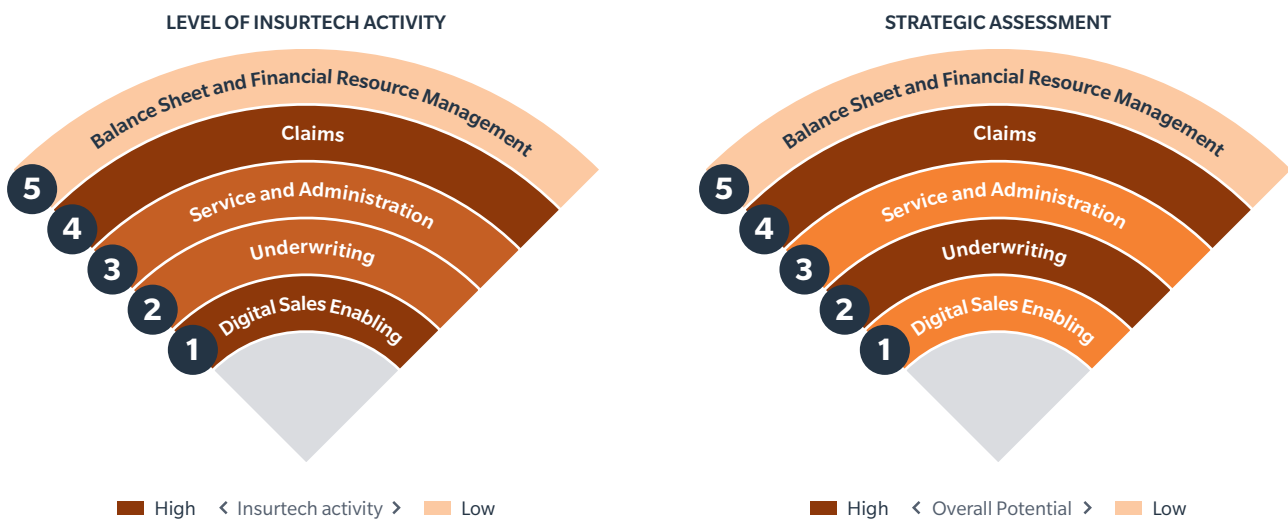 LEVEL OF INSURTECH ACTIVITY
Balance Sheet and Financial Resource Management
Claims
Service and Administration
Underwriting
Digital Sales Enabling
5
4
3
2
1
High < Insurtech activity > Low
STRATEGIC ASSESSMENT
Balance Sheet and Financial Resource Management
Claims
Service and Administration
Underwriting
Digital Sales Enabling
5
4
3
2
1
High < Overall Potential > Low